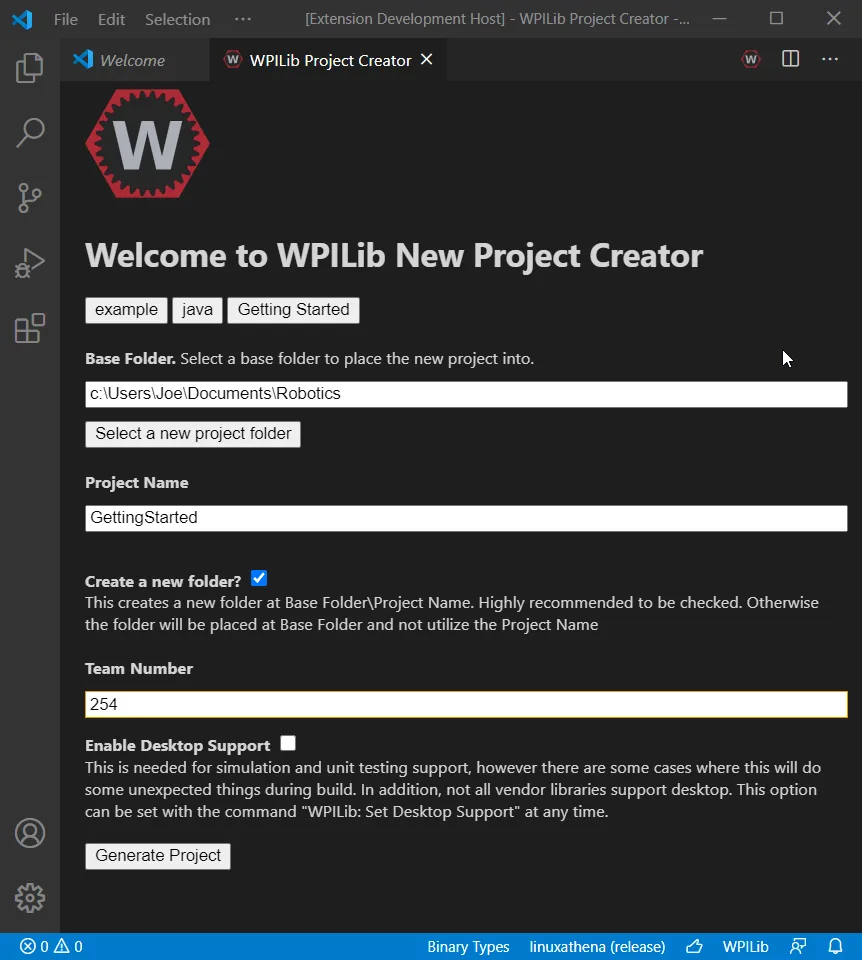 File Edit Selection ··· [Extension Development Host] - WPILib Project Creator -...
Welcome W WPILib Project Creator W ···
W
Welcome to WPILib New Project Creator
example java Getting Started
Base Folder. Select a base folder to place the new project into.
c:\Users\Joe\Documents\Robotics
Select a new project folder
Project Name
GettingStarted
Create a new folder?
This creates a new folder at Base Folder\Project Name. Highly recommended to be checked. Otherwise
the folder will be placed at Base Folder and not utilize the Project Name
Team Number
254
Enable Desktop Support
This is needed for simulation and unit testing support, however there are some cases where this will do
some unexpected things during build. In addition, not all vendor libraries support desktop. This option
can be set with the command "WPILib: Set Desktop Support" at any time.
Generate Project
0 0 Binary Types linuxathena (release) WPILib